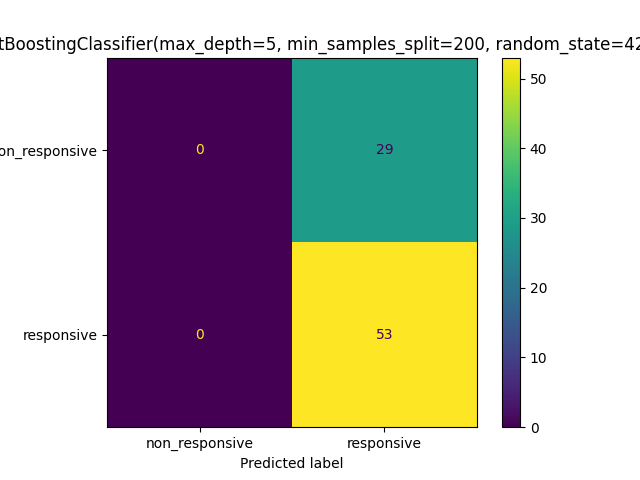 tBoostingClassifier(max_depth=5, min_samples_split=200, random_state=42
on_responsive 0 29
responsive 0 53
non_responsive responsive
Predicted label
50
40
30
20
10
0